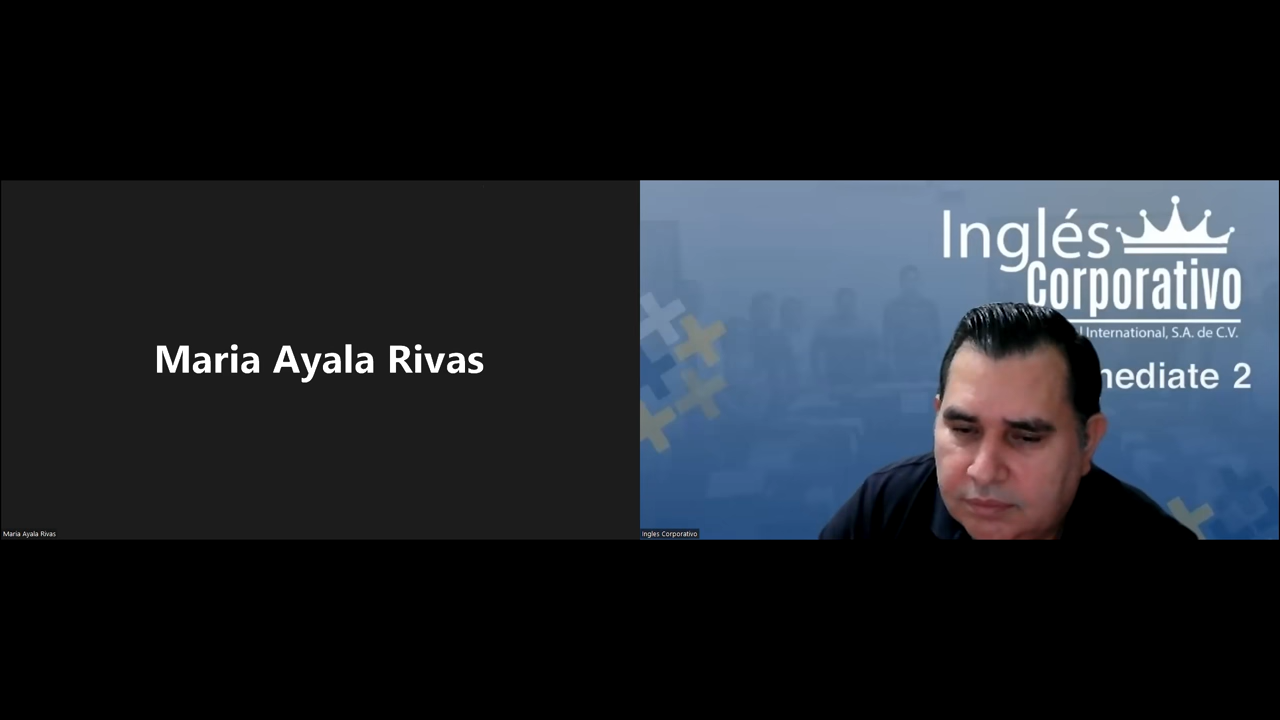 Maria Ayala Rivas
Maria Ayala Rivas
Inglés
Corporativo
International, S.A. de C.V.
mediate 2
Ingles Corporativo